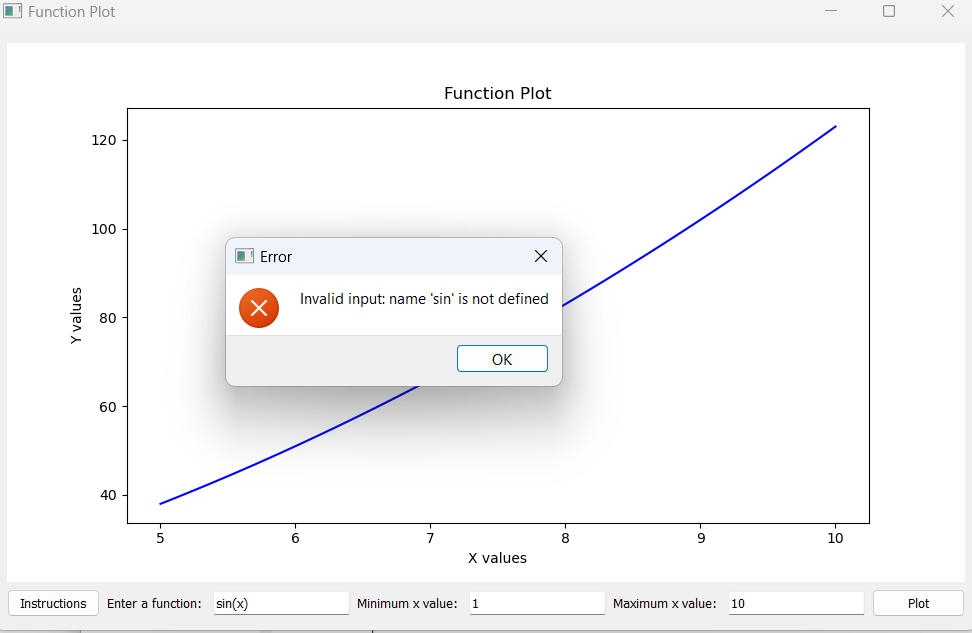 Function Plot
Function Plot
120
100
80
60
40
Y values
Error
Invalid input: name 'sin' is not defined
OK
5 6 7 8 9 10
X values
Instructions Enter a function: sin(x) Minimum x value: 1 Maximum x value: 10 Plot